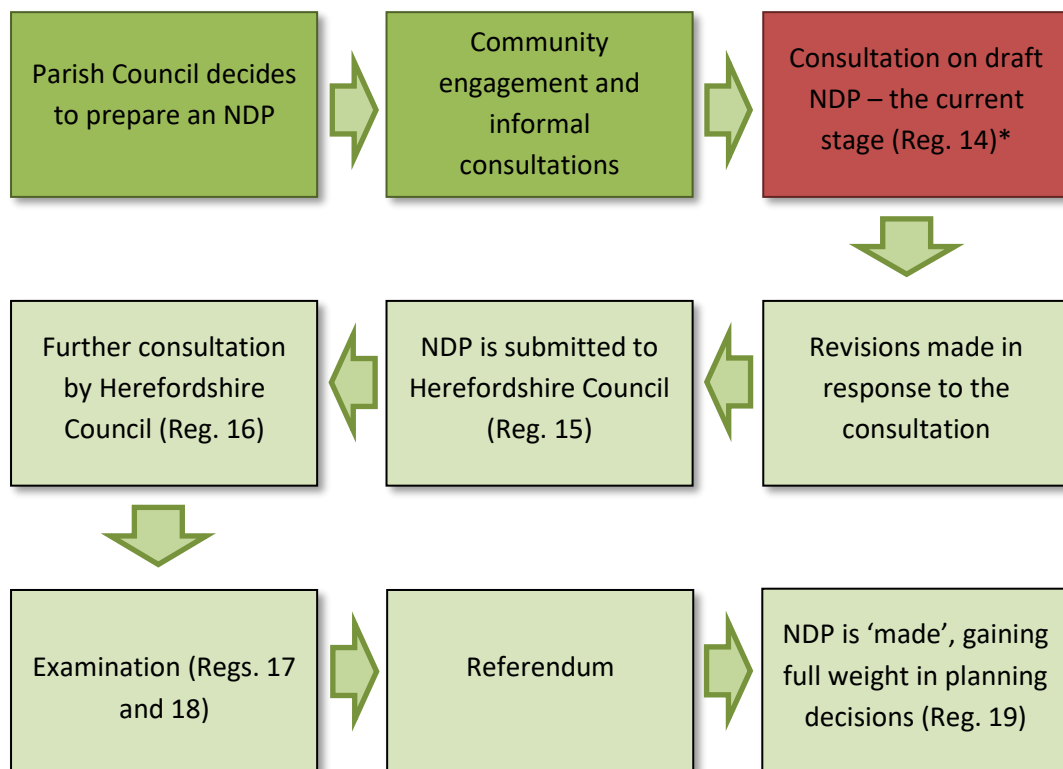 Parish Council decides
to prepare an NDP
Community
engagement and
informal
consultations
Consultation on draft
NDP – the current
stage (Reg. 14)*
Revisions made in
response to the
consultation
NDP is submitted to
Herefordshire Council
(Reg. 15)
Further consultation
by Herefordshire
Council (Reg. 16)
Examination (Regs. 17
and 18)
Referendum
NDP is ‘made’, gaining
full weight in planning
decisions (Reg. 19)